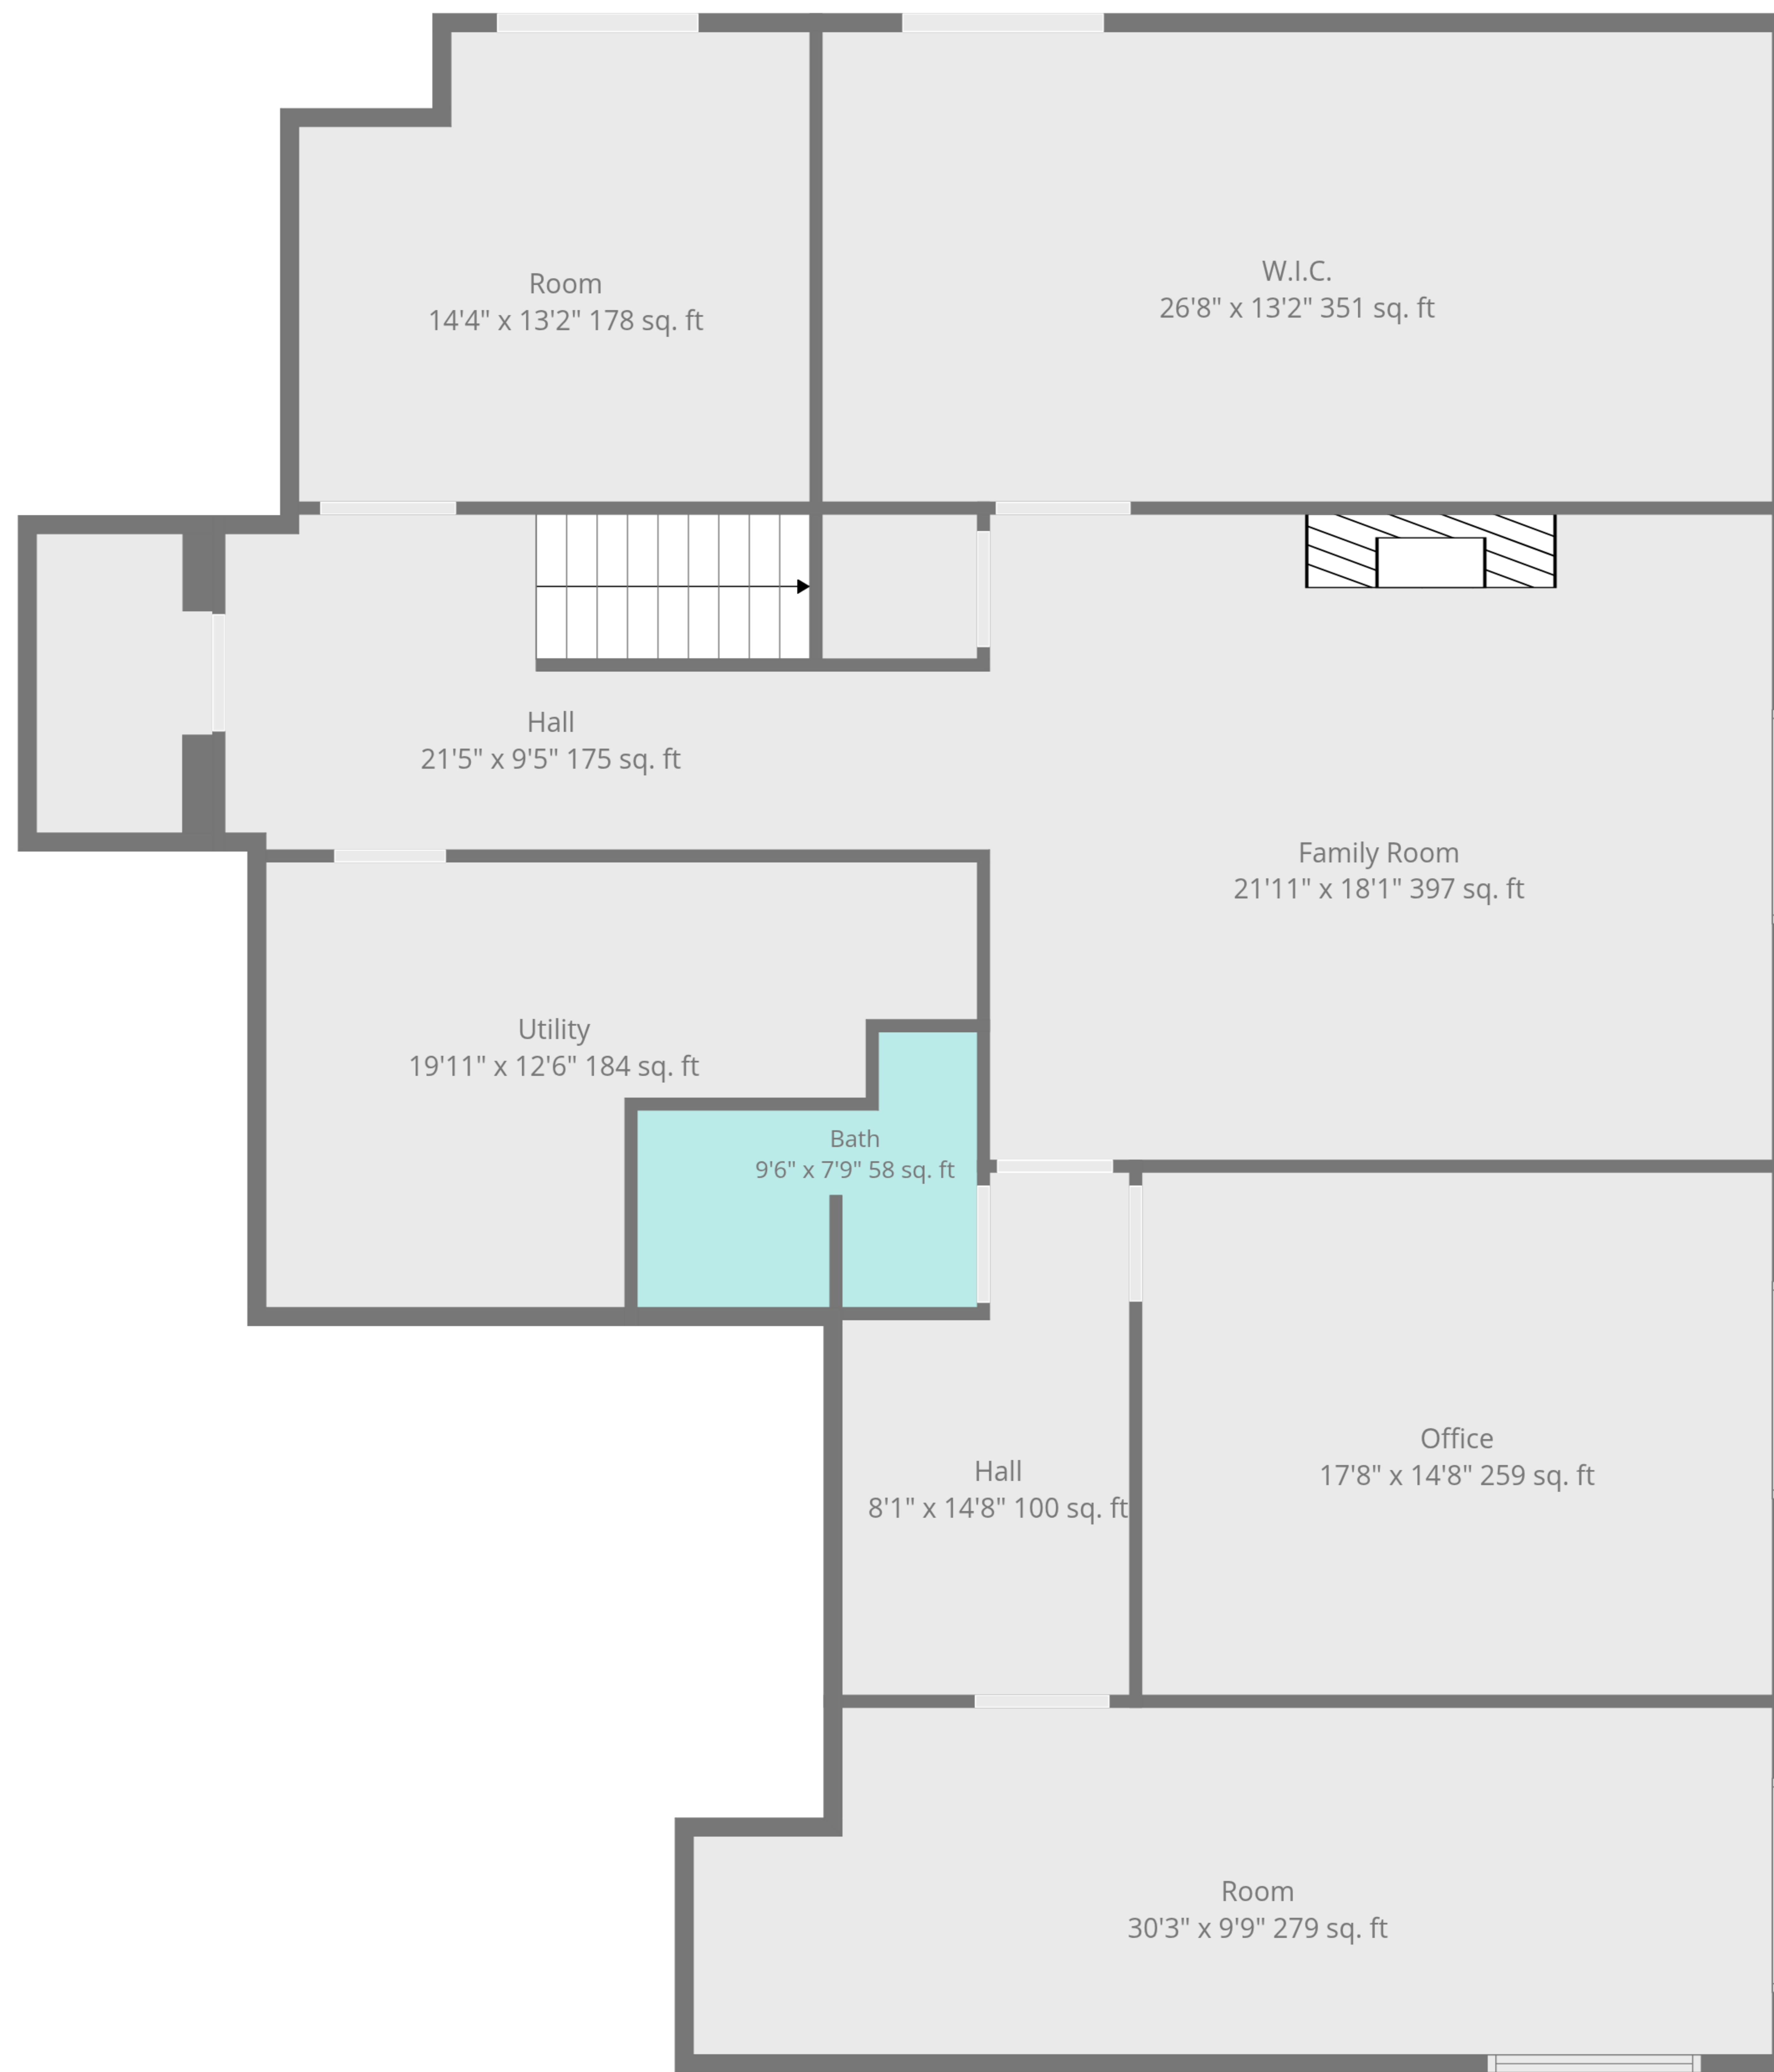 W.I.C.
26'8" x 13'2" 351 sq. ft
Room
14'4" x 13'2" 178 sq. ft
Hall
21'5" x 9'5" 175 sq. ft
Family Room
21'11" x 18'1" 397 sq. ft
Utility
19'11" x 12'6" 184 sq. ft
Bath
9'6" x 7'9" 58 sq. ft
Office
17'8" x 14'8" 259 sq. ft
Hall
8'1" x 14'8" 100 sq. ft
Room
30'3" x 9'9" 279 sq. ft